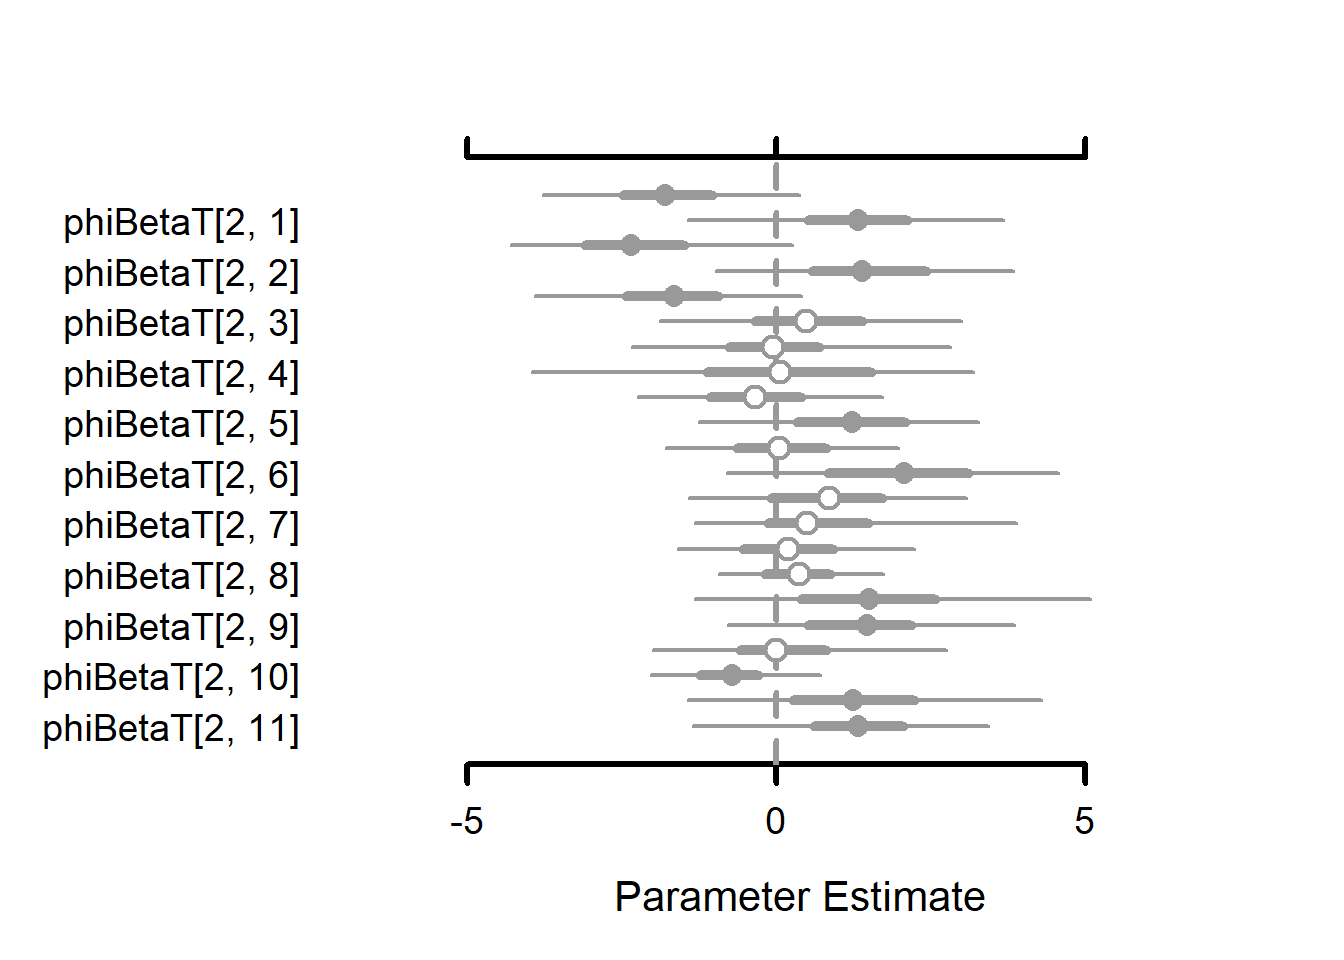 phiBetaT[2, 1]
phiBetaT[2, 2]
phiBetaT[2, 3]
phiBetaT[2, 4]
phiBetaT[2, 5]
phiBetaT[2, 6]
phiBetaT[2, 7]
phiBetaT[2, 8]
phiBetaT[2, 9]
phiBetaT[2, 10]
phiBetaT[2, 11]
-5 0 5
Parameter Estimate